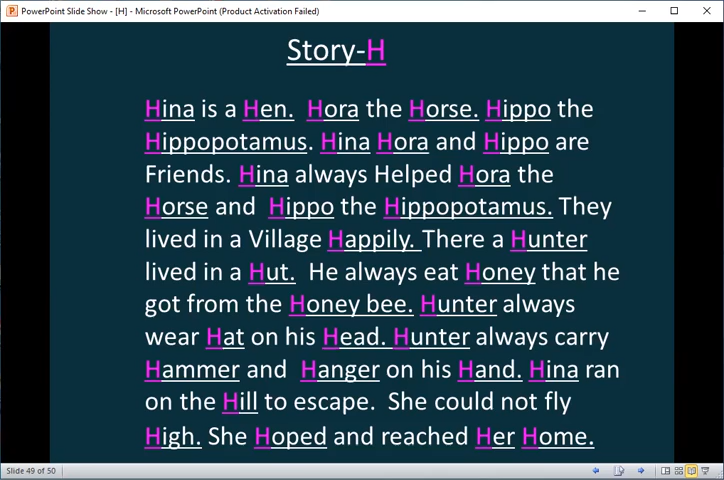 PowerPoint Slide Show - [H] - Microsoft PowerPoint (Product Activation Failed)
Story-H
Hina is a Hen. Hora the Horse. Hippo the
Hippopotamus. Hina Hora and Hippo are
Friends. Hina always Helped Hora the
Horse and Hippo the Hippopotamus. They
lived in a Village Happily. There a Hunter
lived in a Hut. He always eat Honey that he
got from the Honey bee. Hunter always
wear Hat on his Head. Hunter always carry
Hammer and Hanger on his Hand. Hina ran
on the Hill to escape. She could not fly
High. She Hoped and reached Her Home.
Slide 49 of 50